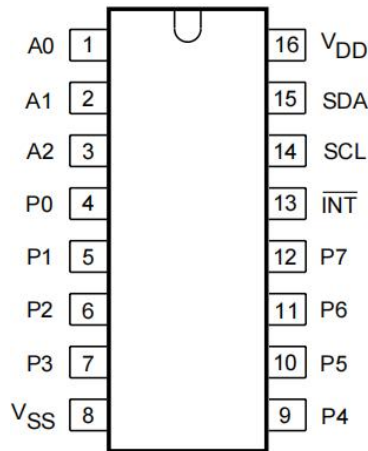 A0 1 16 VDD
A1 2 15 SDA
A2 3 14 SCL
P0 4 13 I̅N̅T̅
P1 5 12 P7
P2 6 11 P6
P3 7 10 P5
VSS 8 9 P4